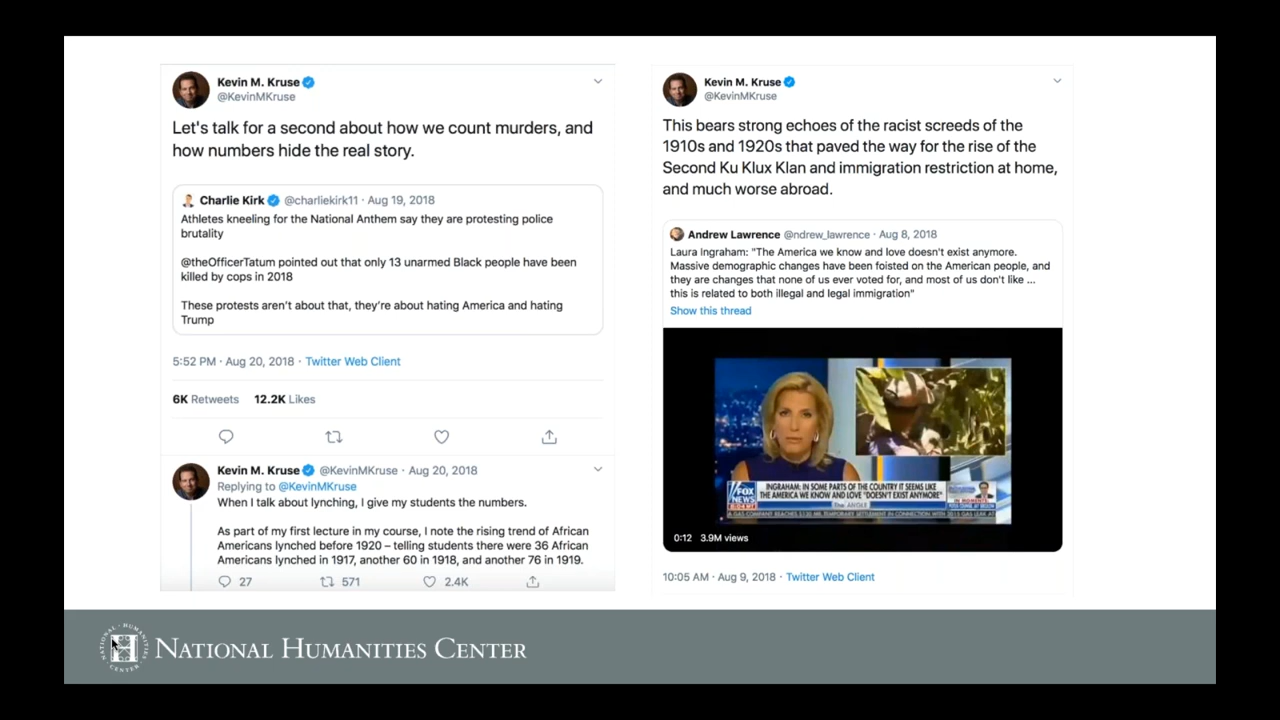 Kevin M. Kruse
@KevinMKruse
Let's talk for a second about how we count murders, and
how numbers hide the real story.
Charlie Kirk @charliekirk11 · Aug 19, 2018
Athletes kneeling for the National Anthem say they are protesting police
brutality
@theOfficerTatum pointed out that only 13 unarmed Black people have been
killed by cops in 2018
These protests aren't about that, they're about hating America and hating
Trump
5:52 PM · Aug 20, 2018 · Twitter Web Client
6K Retweets 12.2K Likes
Kevin M. Kruse @KevinMKruse · Aug 20, 2018
Replying to @KevinMKruse
When I talk about lynching, I give my students the numbers.
As part of my first lecture in my course, I note the rising trend of African
Americans lynched before 1920 – telling students there were 36 African
Americans lynched in 1917, another 60 in 1918, and another 76 in 1919.
27 571 2.4K
Kevin M. Kruse
@KevinMKruse
This bears strong echoes of the racist screeds of the
1910s and 1920s that paved the way for the rise of the
Second Ku Klux Klan and immigration restriction at home,
and much worse abroad.
Andrew Lawrence @ndrew_lawrence · Aug 8, 2018
Laura Ingraham: "The America we know and love doesn't exist anymore.
Massive demographic changes have been foisted on the American people, and
they are changes that none of us ever voted for, and most of us don't like ...
this is related to both illegal and legal immigration"
Show this thread
FOX
NEWS
INGRAHAM: IN SOME PARTS OF THE COUNTRY IT SEEMS LIKE
THE AMERICA WE KNOW AND LOVE "DOESN'T EXIST ANYMORE"
THE ANGLE
0:12 3.9M views
10:05 AM · Aug 9, 2018 · Twitter Web Client
NATIONAL HUMANITIES CENTER